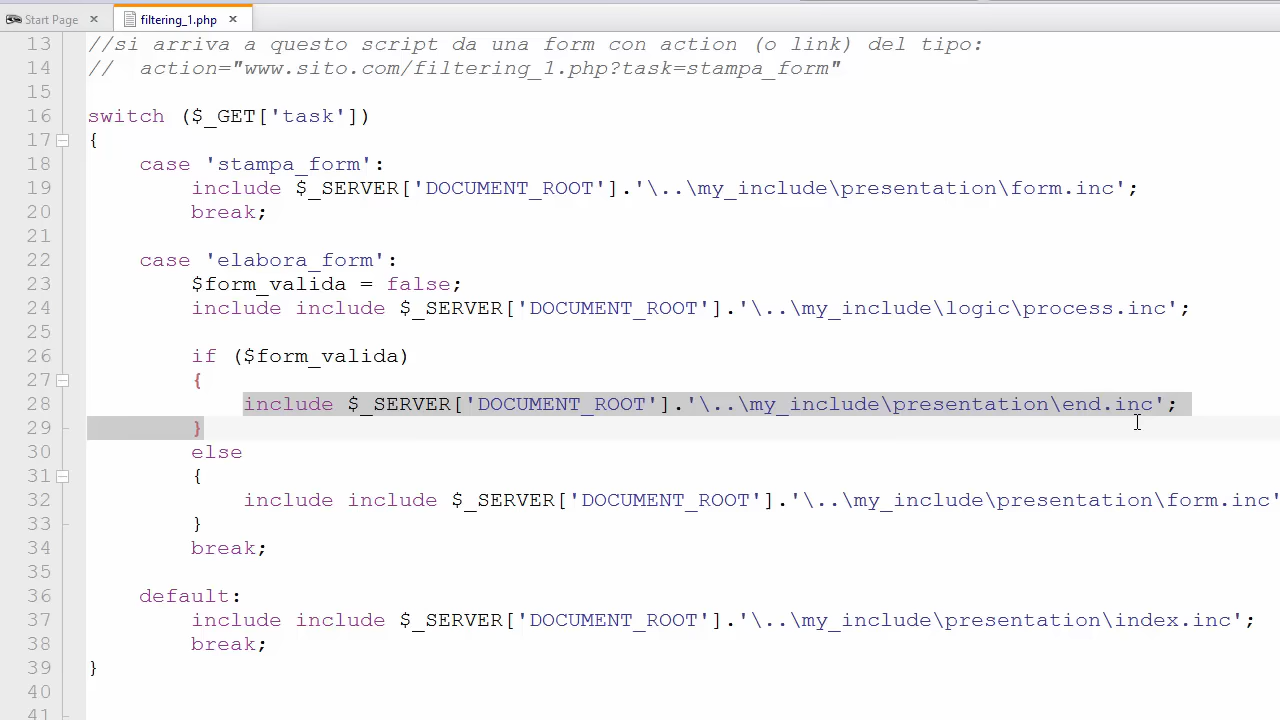 Start Page × filtering_1.php ×
13 //si arriva a questo script da una form con action (o link) del tipo:
14 //  action="www.sito.com/filtering_1.php?task=stampa_form"
15
16 switch ($_GET['task'])
17 {
18     case 'stampa_form':
19         include $_SERVER['DOCUMENT_ROOT'].'\..\my_include\presentation\form.inc';
20         break;
21
22     case 'elabora_form':
23         $form_valida = false;
24         include include $_SERVER['DOCUMENT_ROOT'].'\..\my_include\logic\process.inc';
25
26         if ($form_valida)
27         {
28             include $_SERVER['DOCUMENT_ROOT'].'\..\my_include\presentation\end.inc';
29         }
30         else
31         {
32             include include $_SERVER['DOCUMENT_ROOT'].'\..\my_include\presentation\form.inc'
33         }
34         break;
35
36     default:
37         include include $_SERVER['DOCUMENT_ROOT'].'\..\my_include\presentation\index.inc';
38         break;
39 }
40
41